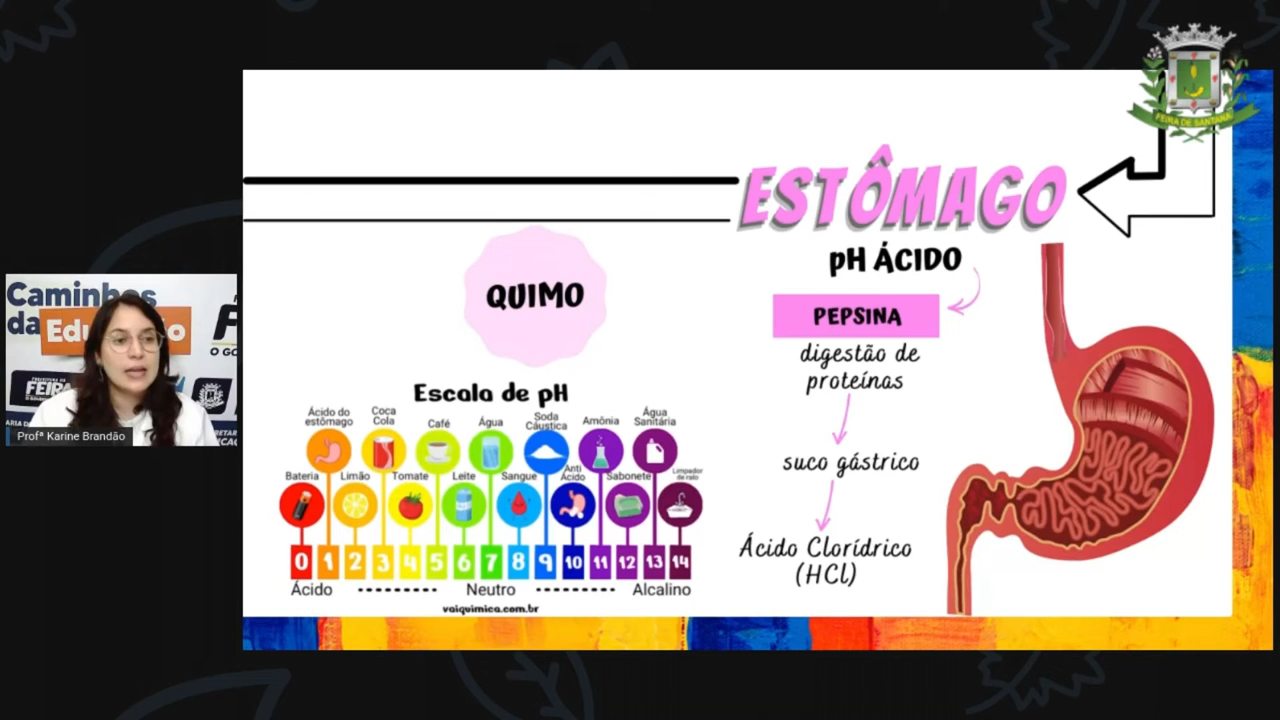 FEIRA DE SANTANA
ESTÔMAGO
pH ÁCIDO
PEPSINA
digestão de
proteínas
suco gástrico
Ácido Clorídrico
(HCl)
QUIMO
Escala de pH
Ácido do
estômago
Coca
Cola
Café
Água
Soda
Cáustica
Amônia
Água
Sanitária
Bateria
Limão
Tomate
Leite
Sangue
Anti
Ácido
Sabonete
Limpador
de ralo
0 1 2 3 4 5 6 7 8 9 10 11 12 13 14
Ácido
Neutro
Alcalino
vaiquimica.com.br
Caminhos
da Edu
O GO
FEIRA
Profª Karine Brandão